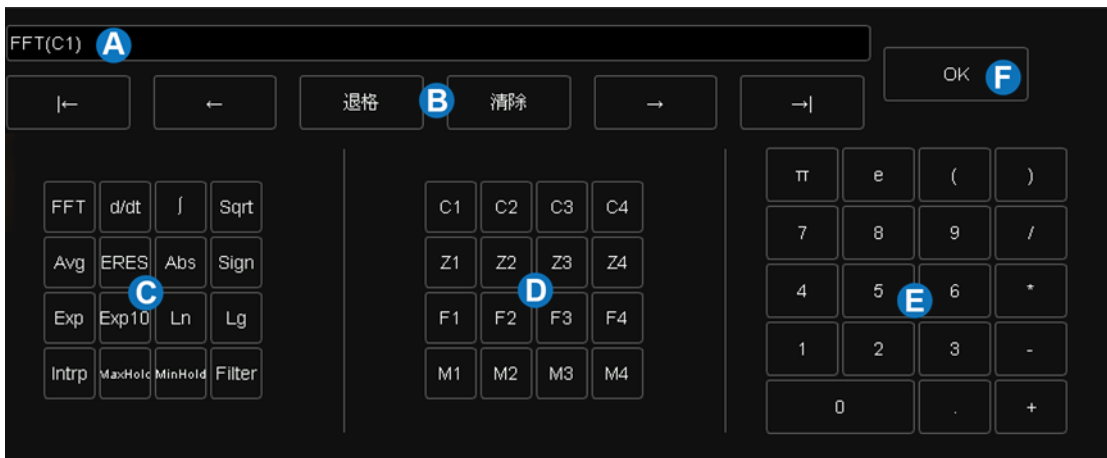 FFT(C1) A
OK F
|← ← 退格 B 清除 → →|
FFT d/dt ∫ Sqrt
Avg ERES Abs Sign
C
Exp Exp10 Ln Lg
Intrp MaxHold MinHold Filter
C1 C2 C3 C4
Z1 Z2 Z3 Z4
D
F1 F2 F3 F4
M1 M2 M3 M4
π e ( )
7 8 9 /
4 5 E 6 *
1 2 3 -
0 . +